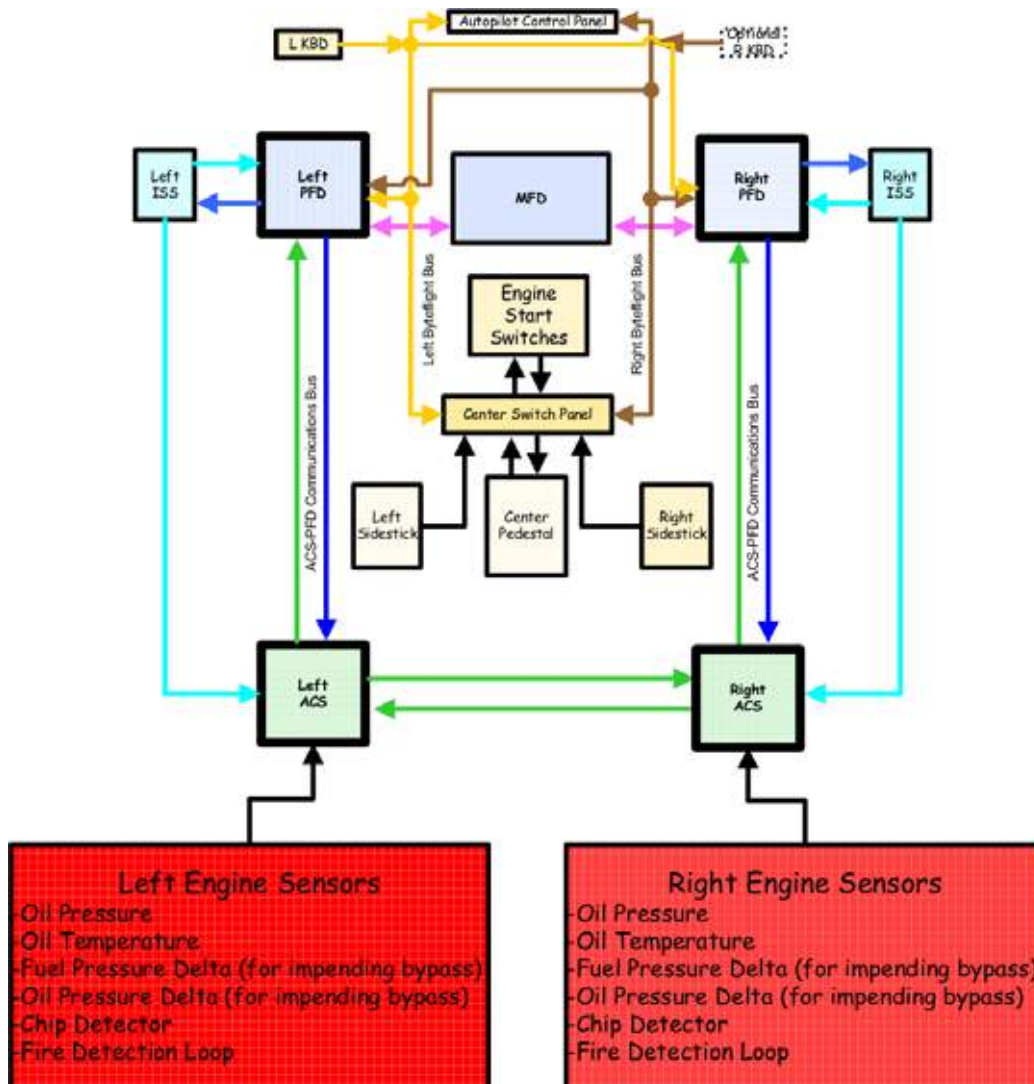 Autopilot Control Panel
L KBD
Optional
R KBD
Left
ISS
Left
PFD
MFD
Right
PFD
Right
ISS
Left Byteflight Bus
Right Byteflight Bus
Engine
Start
Switches
Center Switch Panel
ACS-PFD Communications Bus
ACS-PFD Communications Bus
Left
Sidestick
Center
Pedestal
Right
Sidestick
Left
ACS
Right
ACS
Left Engine Sensors
-Oil Pressure
-Oil Temperature
-Fuel Pressure Delta (for impending bypass)
-Oil Pressure Delta (for impending bypass)
-Chip Detector
-Fire Detection Loop
Right Engine Sensors
-Oil Pressure
-Oil Temperature
-Fuel Pressure Delta (for impending bypass)
-Oil Pressure Delta (for impending bypass)
-Chip Detector
-Fire Detection Loop